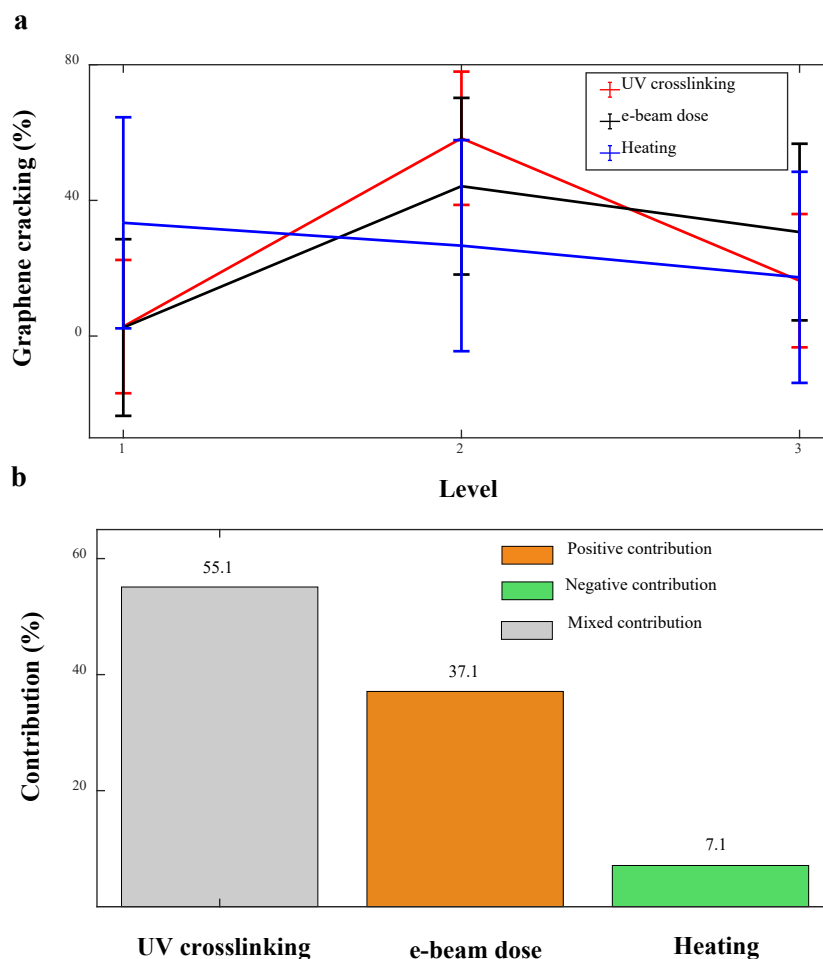 a
Graphene cracking (%)
80
40
0
UV crosslinking
e-beam dose
Heating
1
2
3
Level
b
Contribution (%)
60
40
20
55.1
37.1
7.1
Positive contribution
Negative contribution
Mixed contribution
UV crosslinking
e-beam dose
Heating